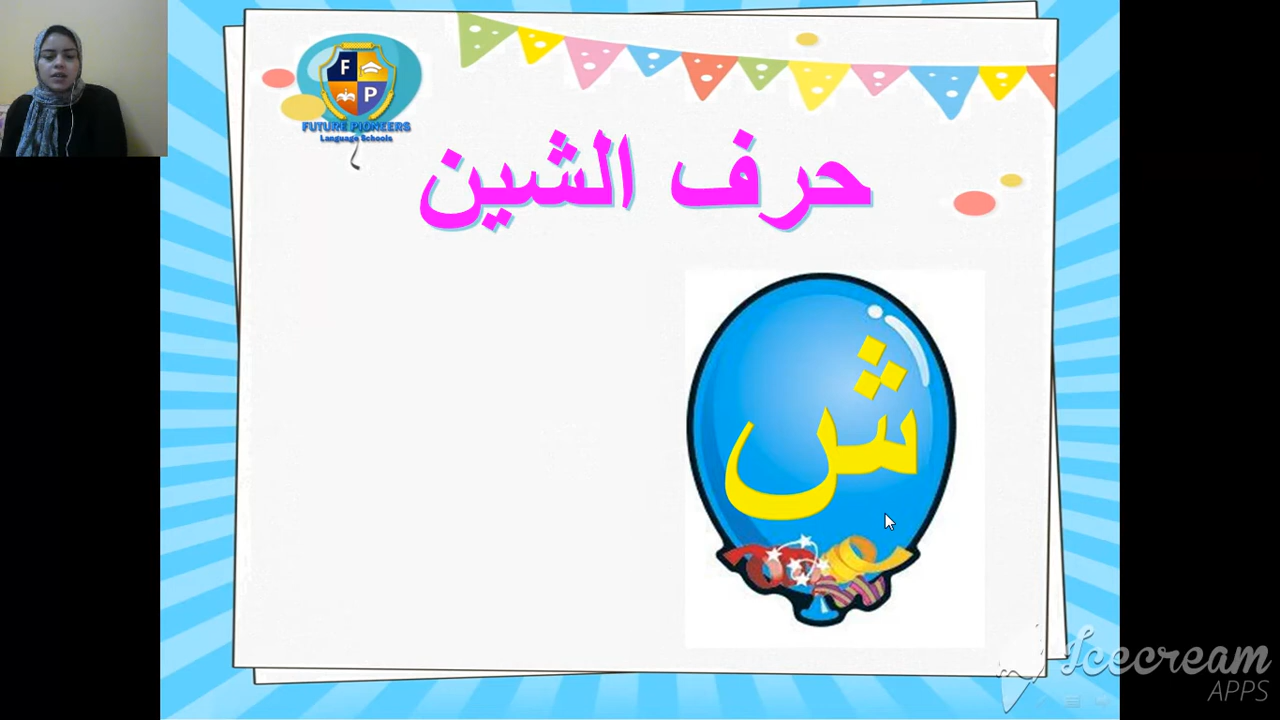 F
P
FUTURE PIONEERS
Language Schools
حرف الشين
ش
Icecream
APPS